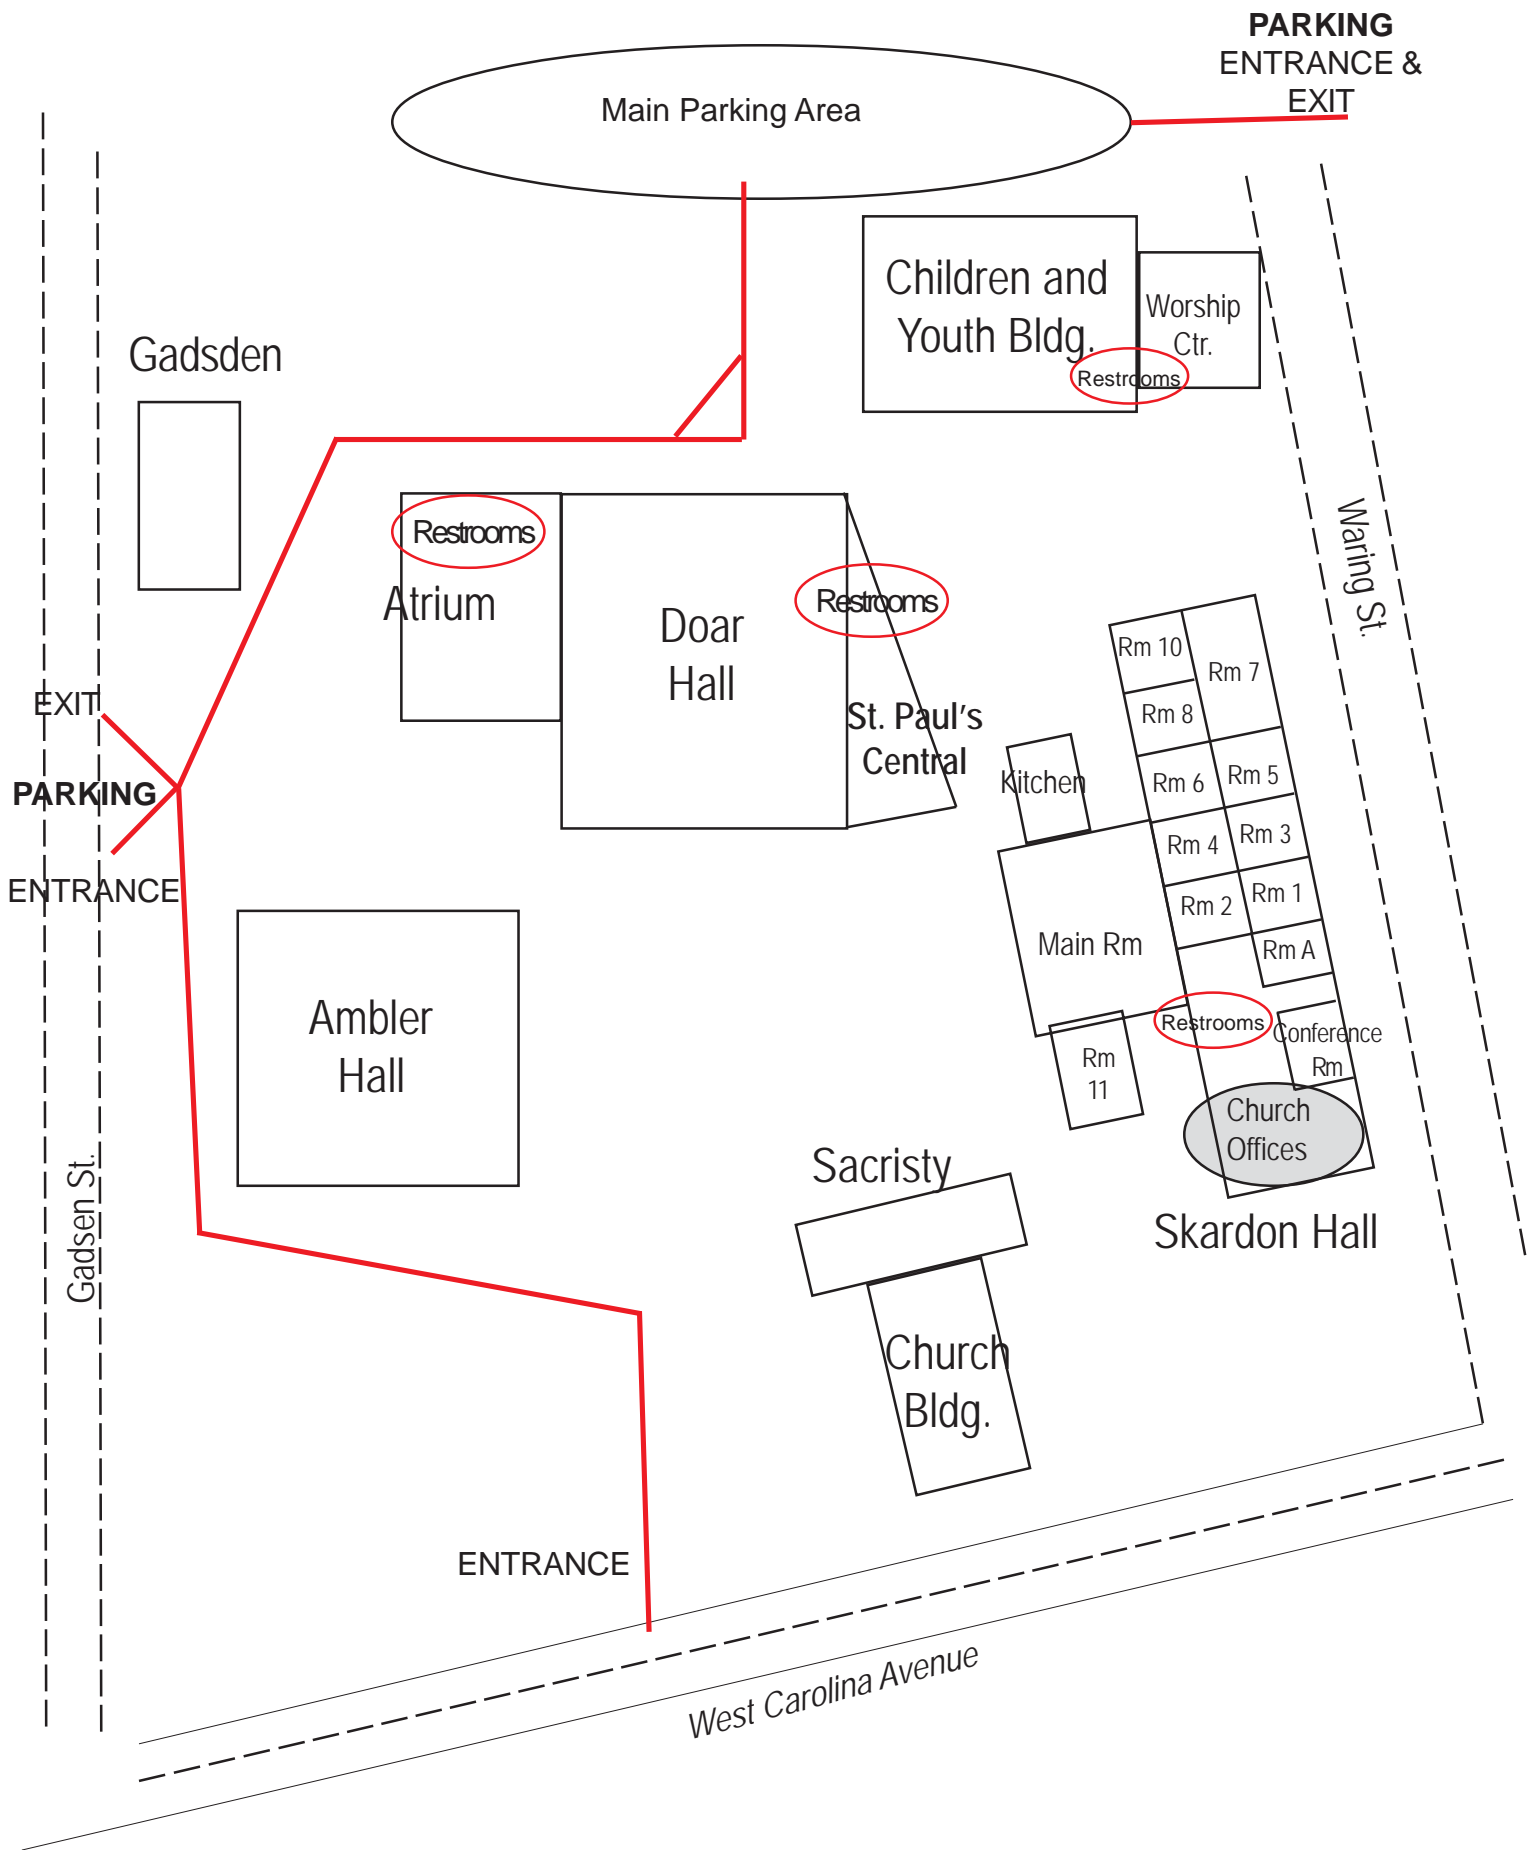 PARKING
ENTRANCE &
EXIT
Main Parking Area
Children and
Youth Bldg.
Worship
Ctr.
Restrooms
Gadsden
Restrooms
Atrium
Doar
Hall
Restrooms
St. Paul's
Central
Waring St.
EXIT
PARKING
ENTRANCE
Rm 10
Rm 7
Rm 8
Rm 6
Rm 5
Rm 4
Rm 3
Rm 2
Rm 1
Rm A
Kitchen
Main Rm
Restrooms
Conference
Rm
Rm
11
Church
Offices
Skardon Hall
Ambler
Hall
Gadsen St.
Sacristy
Church
Bldg.
ENTRANCE
West Carolina Avenue